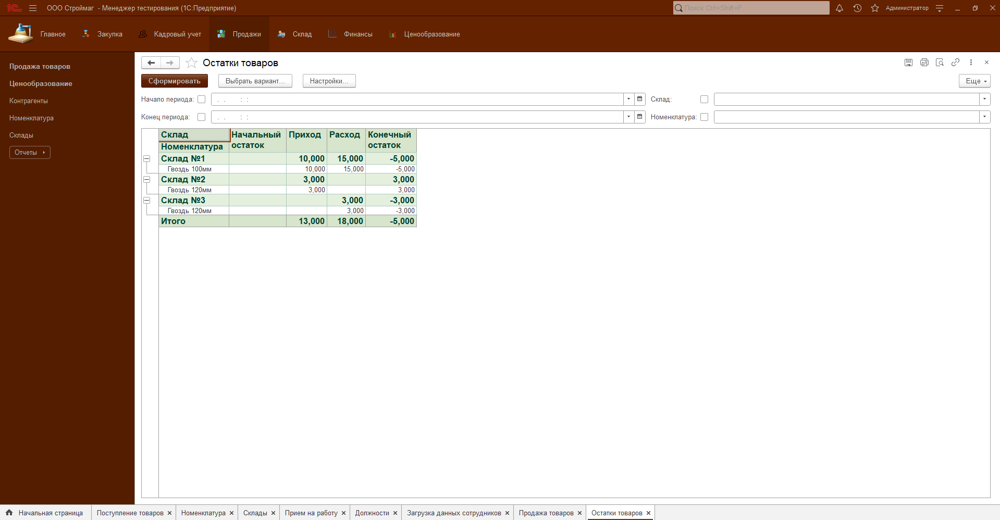 1С ООО Строймаг - Менеджер тестирования (1С:Предприятие) Поиск Ctrl+Shift+F Администратор
Главное Закупка Кадровый учет Продажи Склад Финансы Ценообразование
Продажа товаров
Ценообразование
Контрагенты
Номенклатура
Склады
Отчеты
Остатки товаров
Сформировать Выбрать вариант... Настройки... Еще
Начало периода: . . : : Склад:
Конец периода: . . : : Номенклатура:
Склад Начальный остаток Приход Расход Конечный остаток
Номенклатура
Склад №1 10,000 15,000 -5,000
Гвоздь 100мм 10,000 15,000 -5,000
Склад №2 3,000 3,000
Гвоздь 120мм 3,000 3,000
Склад №3 3,000 -3,000
Гвоздь 120мм 3,000 -3,000
Итого 13,000 18,000 -5,000
Начальная страница Поступление товаров Номенклатура Склады Прием на работу Должности Загрузка данных сотрудников Продажа товаров Остатки товаров